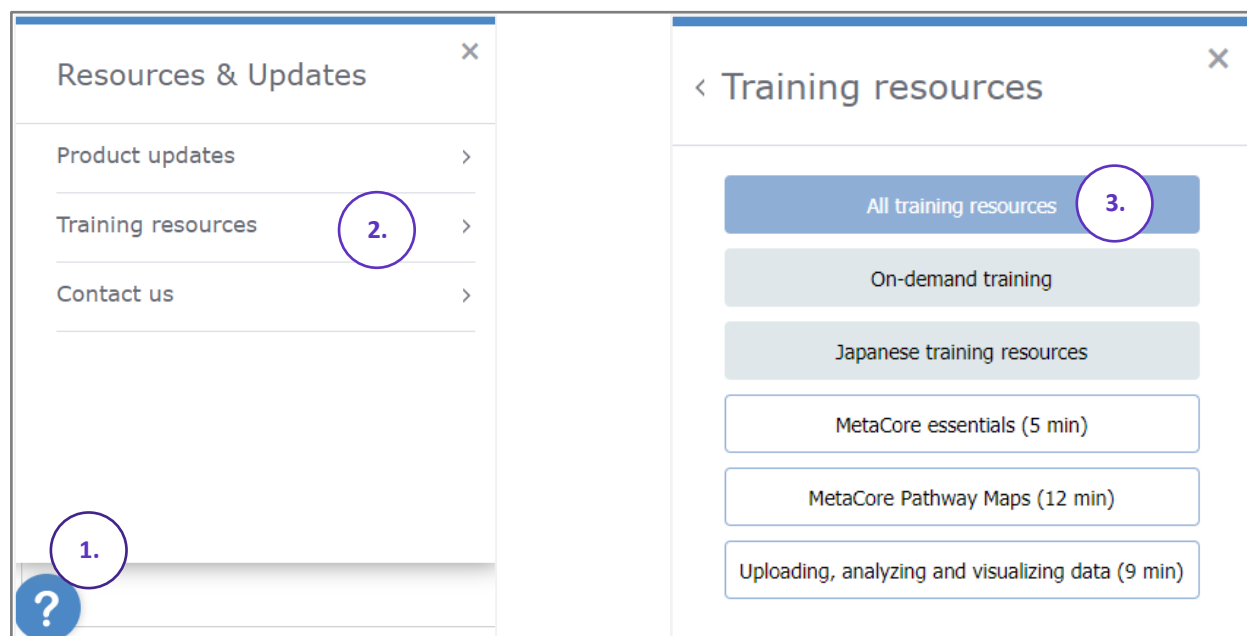 Resources & Updates
×
Product updates
Training resources
2.
Contact us
1.
?
Training resources
×
All training resources
3.
On-demand training
Japanese training resources
MetaCore essentials (5 min)
MetaCore Pathway Maps (12 min)
Uploading, analyzing and visualizing data (9 min)